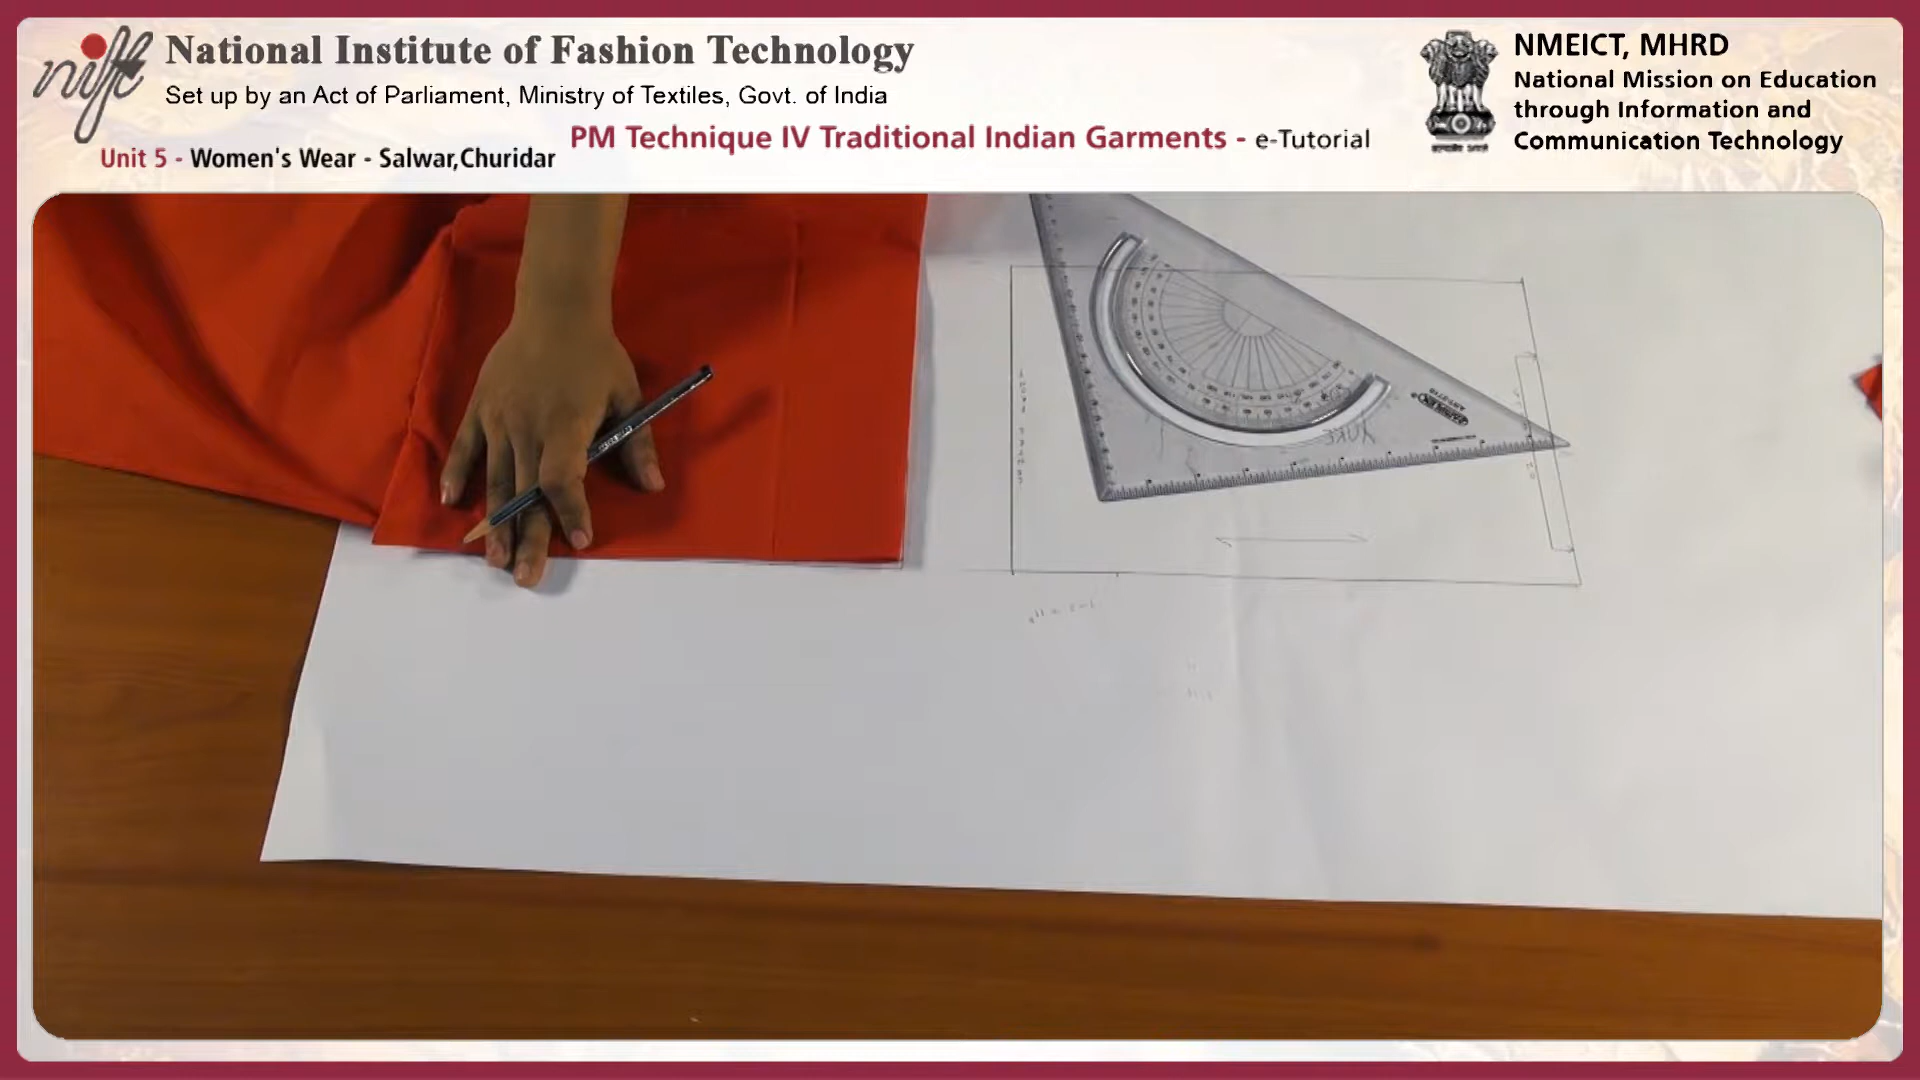 nift
National Institute of Fashion Technology
Set up by an Act of Parliament, Ministry of Textiles, Govt. of India
PM Technique IV Traditional Indian Garments - e-Tutorial
Unit 5 - Women's Wear - Salwar,Churidar
NMEICT, MHRD
National Mission on Education
through Information and
Communication Technology
YOKE